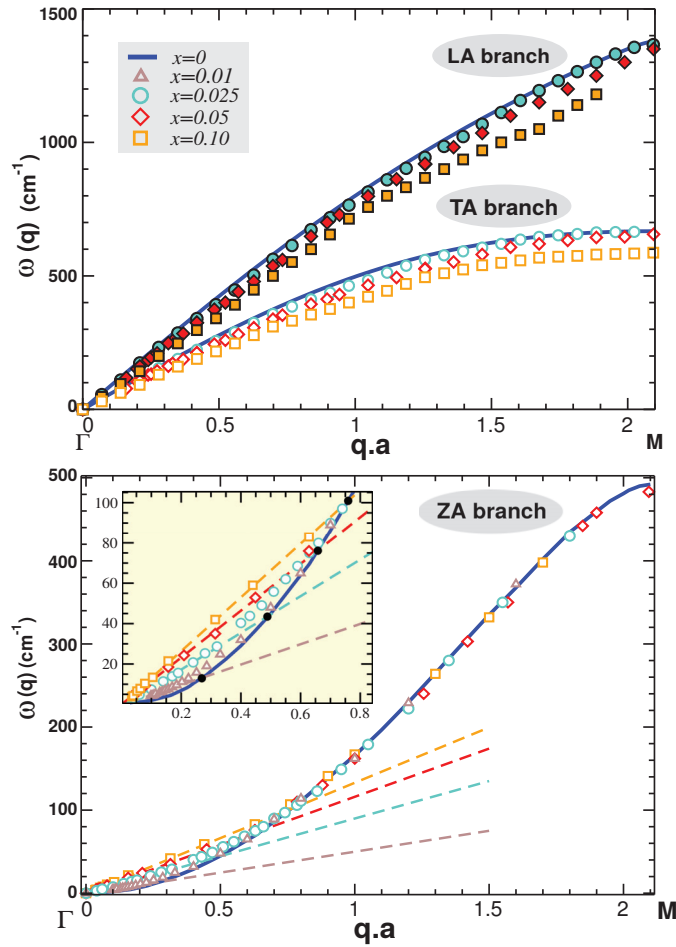 1500
LA branch
x=0
x=0.01
x=0.025
x=0.05
x=0.10
1000
TA branch
ω (q) (cm-1)
500
0
0
0.5
1
1.5
2
Γ
q.a
M
500
ZA branch
100
80
60
40
20
0.2
0.4
0.6
0.8
400
300
ω(q) (cm-1)
200
100
0
0
0.5
1
1.5
2
Γ
q.a
M